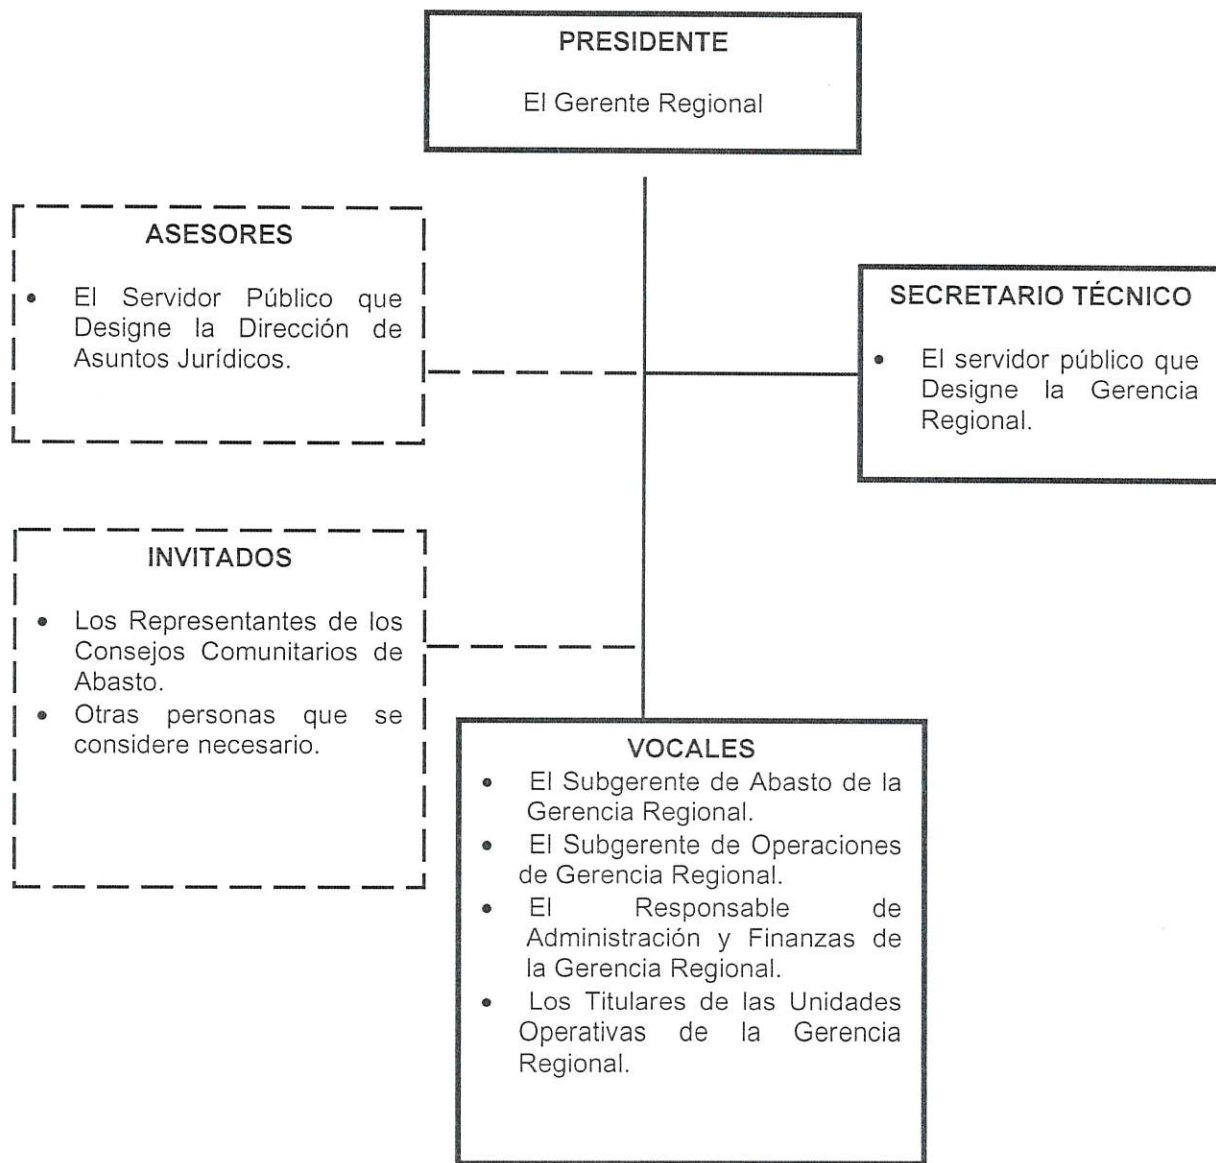 PRESIDENTE
El Gerente Regional
ASESORES
• El Servidor Público que
Designe la Dirección de
Asuntos Jurídicos.
SECRETARIO TÉCNICO
• El servidor público que
Designe la Gerencia
Regional.
INVITADOS
• Los Representantes de los
Consejos Comunitarios de
Abasto.
• Otras personas que se
considere necesario.
VOCALES
• El Subgerente de Abasto de la
Gerencia Regional.
• El Subgerente de Operaciones
de Gerencia Regional.
• El Responsable de
Administración y Finanzas de
la Gerencia Regional.
• Los Titulares de las Unidades
Operativas de la Gerencia
Regional.